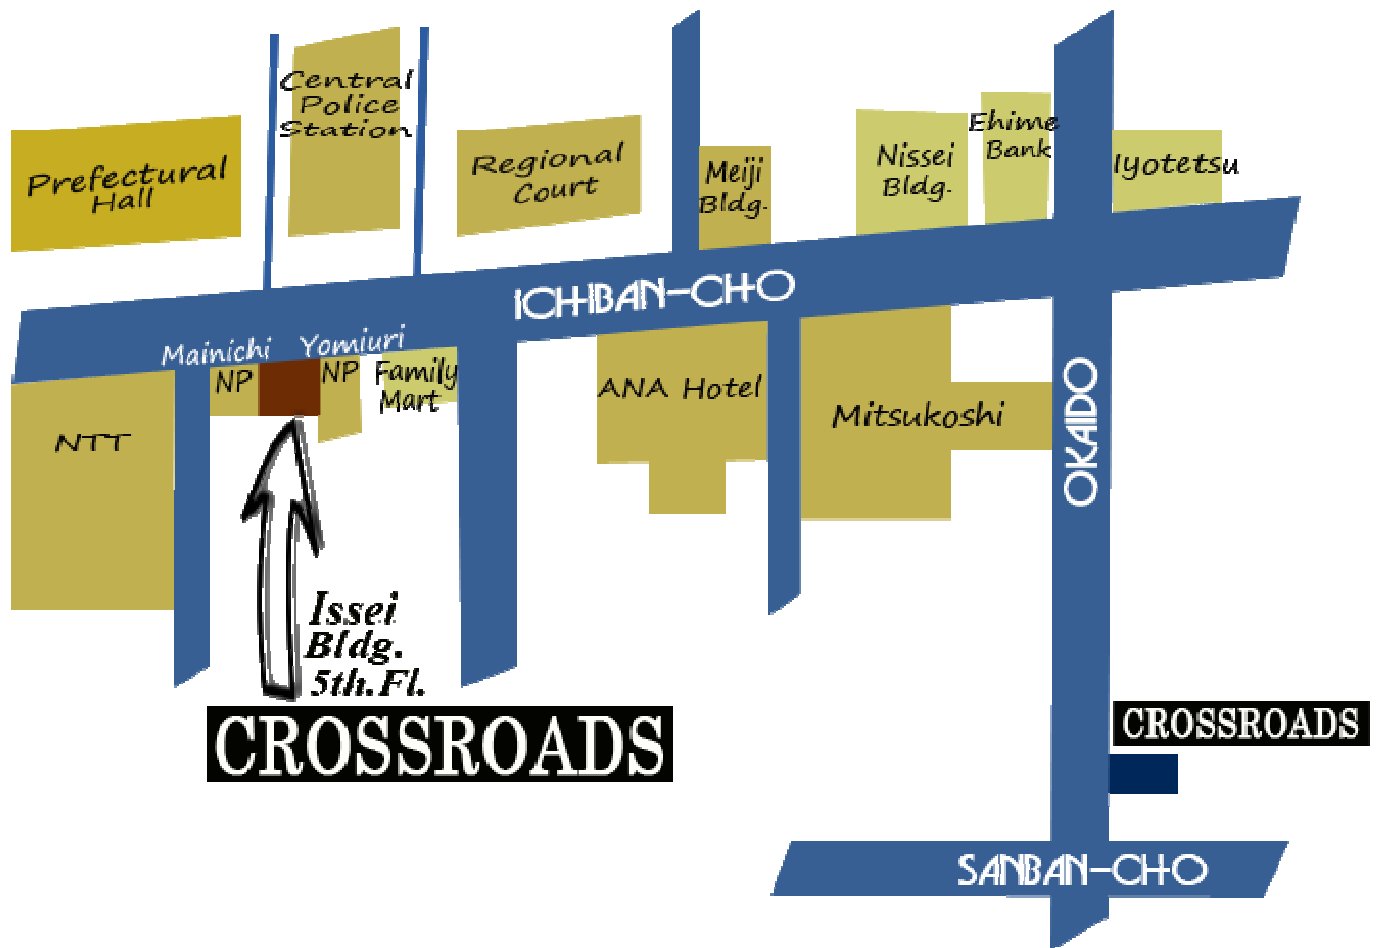 Central
Police
Station
Prefectural
Hall
Regional
Court
Meiji
Bldg.
Nissei
Bldg.
Ehime
Bank
Iyotetsu
ICHIBAN-CHO
Mainichi
NP
Yomiuri
NP
Family
Mart
NTT
ANA Hotel
Mitsukoshi
OKAIDO
Issei
Bldg.
5th.Fl.
CROSSROADS
CROSSROADS
SANBAN-CHO